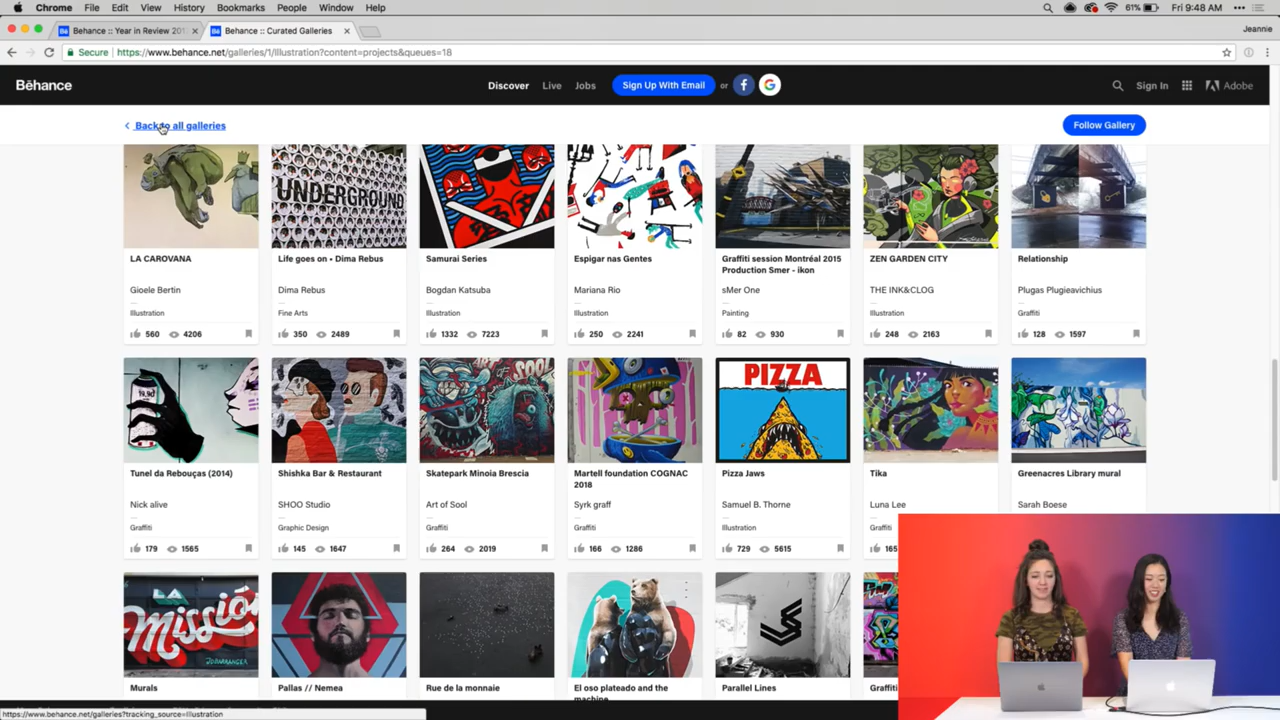 Chrome File Edit View History Bookmarks People Window Help
61% Fri 9:48 AM
Behance :: Year in Review 201
Behance :: Curated Galleries
Jeannie
Secure https://www.behance.net/galleries/1/Illustration?content=projects&queues=18
Bēhance
Discover Live Jobs Sign Up With Email or f G
Sign In Adobe
Back to all galleries
Follow Gallery
UNDERGROUND
LA CAROVANA
Gioele Bertin
Illustration
560 4206
Life goes on • Dima Rebus
Dima Rebus
Fine Arts
350 2489
Samurai Series
Bogdan Katsuba
Illustration
1332 7223
Espigar nas Gentes
Mariana Rio
Illustration
250 2241
Graffiti session Montréal 2015
Production Smer - ikon
sMer One
Painting
82 930
ZEN GARDEN CITY
THE INK&CLOG
Illustration
248 2163
Relationship
Plugas Plugieavichius
Graffiti
128 1597
PIZZA
Tunel da Rebouças (2014)
Nick alive
Graffiti
179 1565
Shishka Bar & Restaurant
SHOO Studio
Graphic Design
145 1647
Skatepark Minoia Brescia
Art of Sool
Graffiti
264 2019
Martell foundation COGNAC
2018
Syrk graff
Graffiti
166 1286
Pizza Jaws
Samuel B. Thorne
Illustration
729 5615
Tika
Luna Lee
Graffiti
165
Greenacres Library mural
Sarah Boese
LA
Mission
Murals
Pallas // Nemea
Rue de la monnaie
El oso plateado and the
machine
Parallel Lines
Graffiti
https://www.behance.net/galleries?tracking_source=Illustration